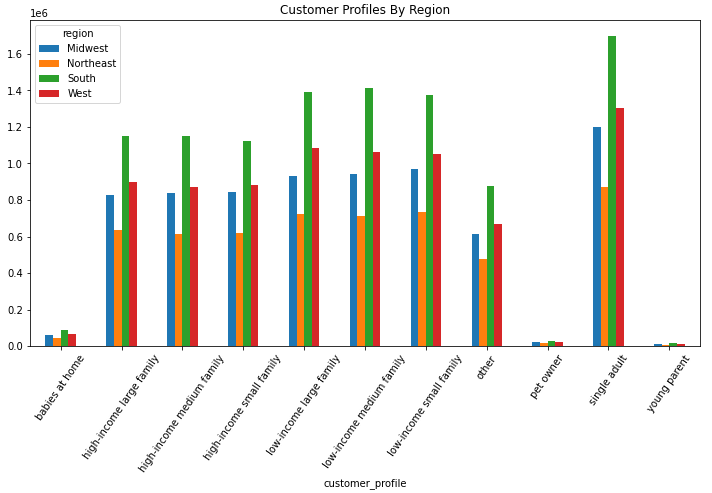 Customer Profiles By Region
1e6
region
Midwest
Northeast
South
West
1.6
1.4
1.2
1.0
0.8
0.6
0.4
0.2
0.0
babies at home
high-income large family
high-income medium family
high-income small family
low-income large family
low-income medium family
low-income small family
other
pet owner
single adult
young parent
customer_profile